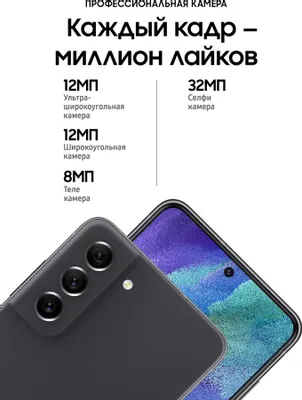 ПРОФЕССИОНАЛЬНАЯ КАМЕРА
Каждый кадр –
миллион лайков
12МП
Ультра-
широкоугольная
камера
32МП
Селфи
камера
12МП
Широкоугольная
камера
8МП
Теле
камера